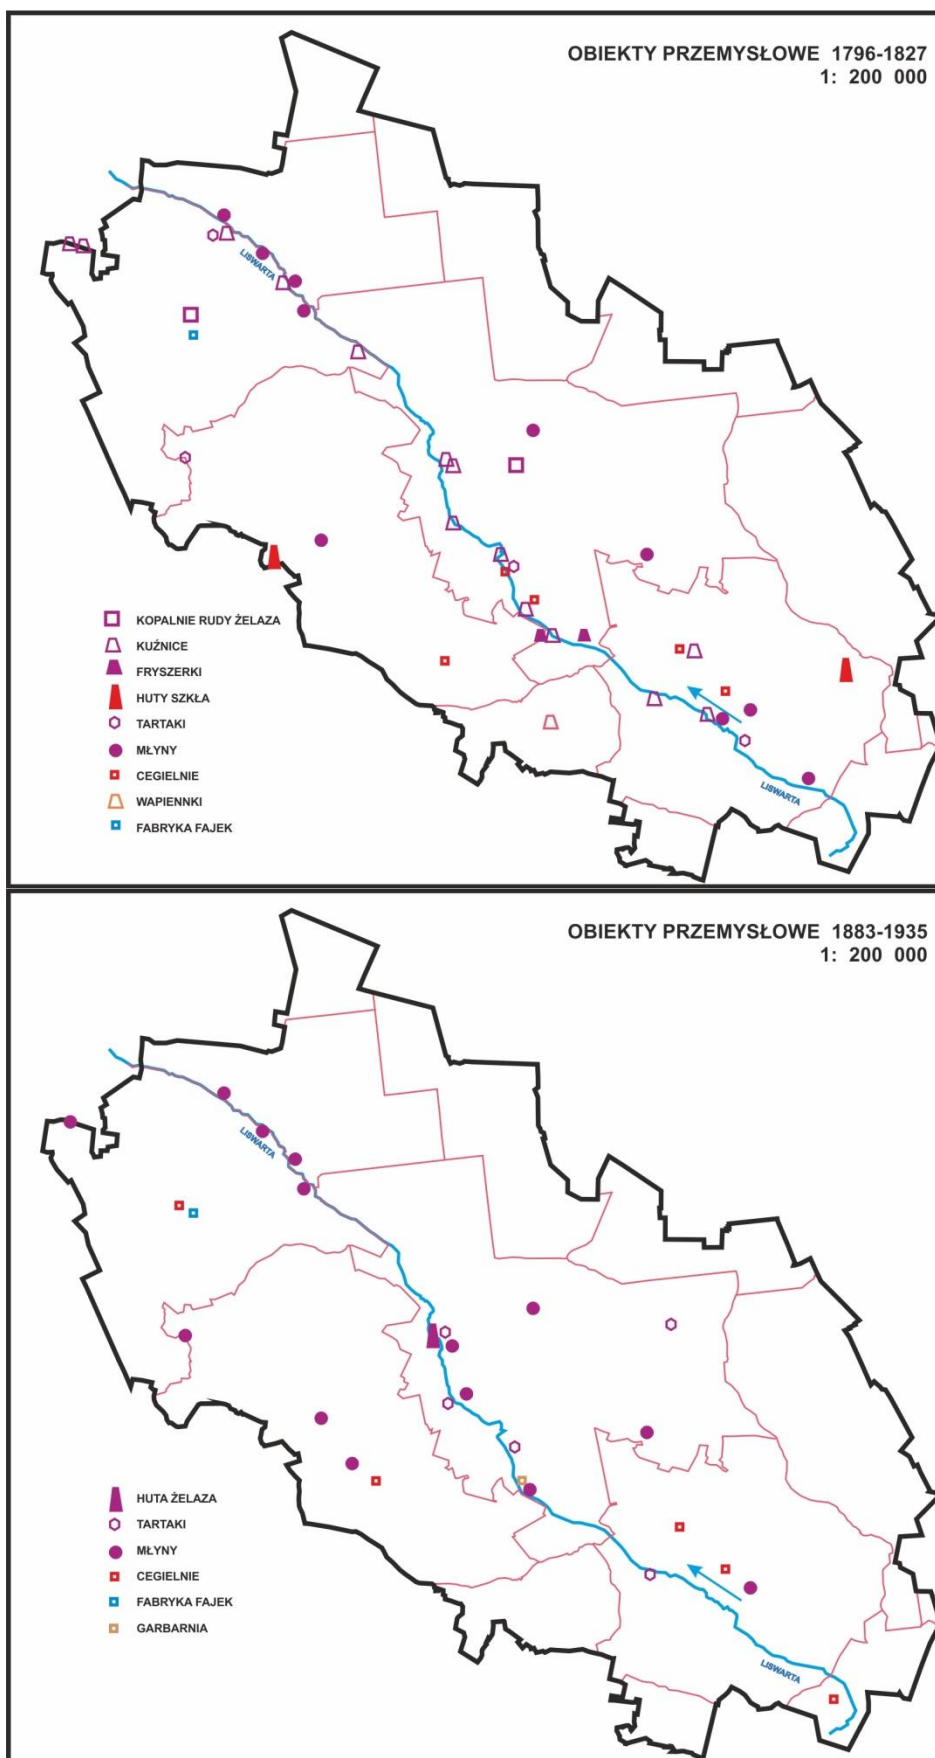 OBIEKTY PRZEMYSŁOWE 1796-1827
1: 200 000
LISWARTA
KOPALNIE RUDY ŻELAZA
KUŹNICE
FRYSZERKI
HUTY SZKŁA
TARTAKI
MŁYNY
CEGIELNIE
WAPIENNKI
FABRYKA FAJEK
LISWARTA
OBIEKTY PRZEMYSŁOWE 1883-1935
1: 200 000
LISWARTA
HUTA ŻELAZA
TARTAKI
MŁYNY
CEGIELNIE
FABRYKA FAJEK
GARBARNIA
LISWARTA